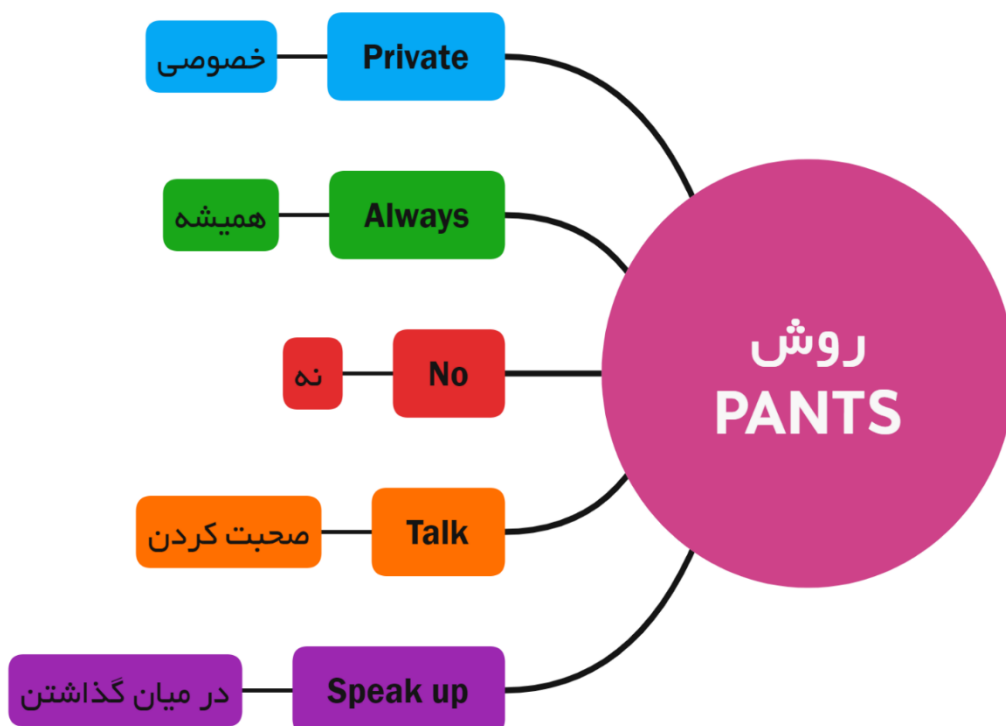 روش
PANTS
Private
خصوصی
Always
همیشه
No
نه
Talk
صحبت کردن
Speak up
در میان گذاشتن